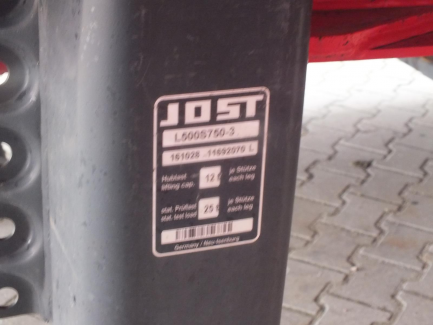 JOST
L500S750-3
161028 11692070 L
Hublast — 12 t je Stütze
lifting cap. each leg
stat. Prüflast 25 t je Stütze
stat. test load each leg
Germany / Neu-Isenburg